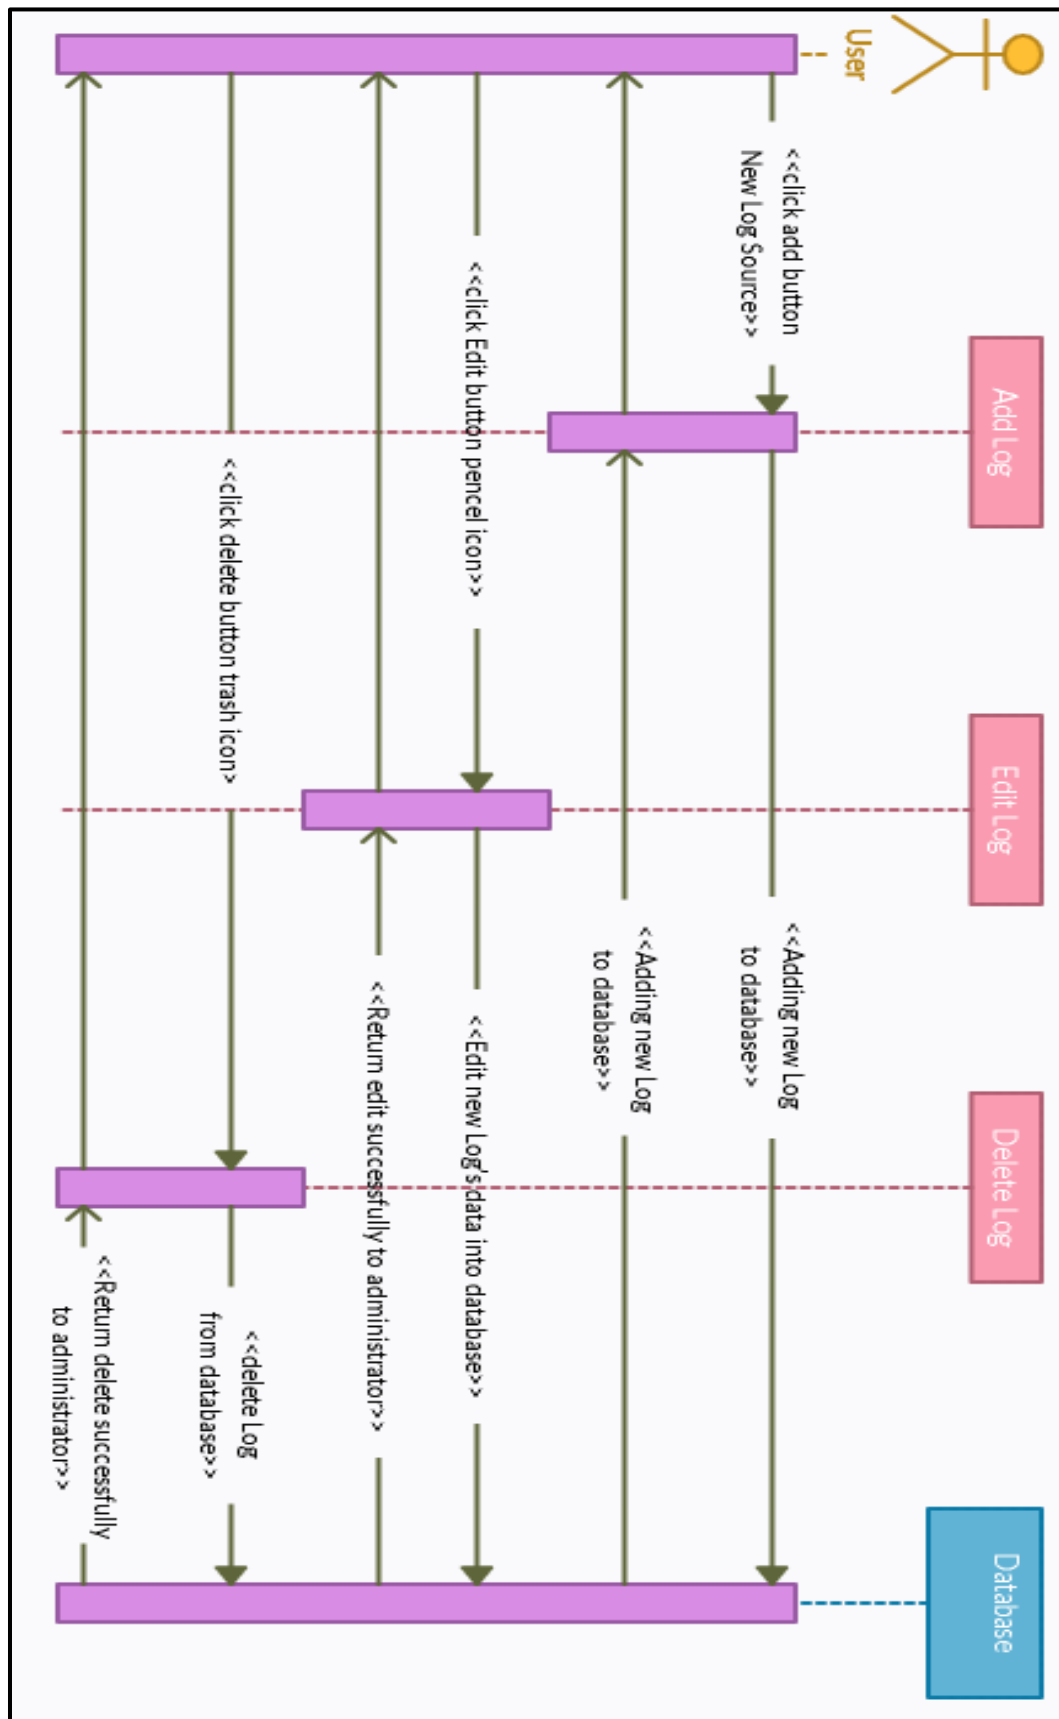 User
Add Log
Edit Log
Delete Log
Database
<<click add button
New Log Source>>
<<Adding new Log
to database>>
<<Adding new Log
to database>>
<<click Edit button pencel icon>>
<<Edit new Log's data into database>>
<<Return edit successfully to administrator>>
<<click delete button trash icon>
<<delete Log
from database>>
<<Return delete successfully
to administrator>>